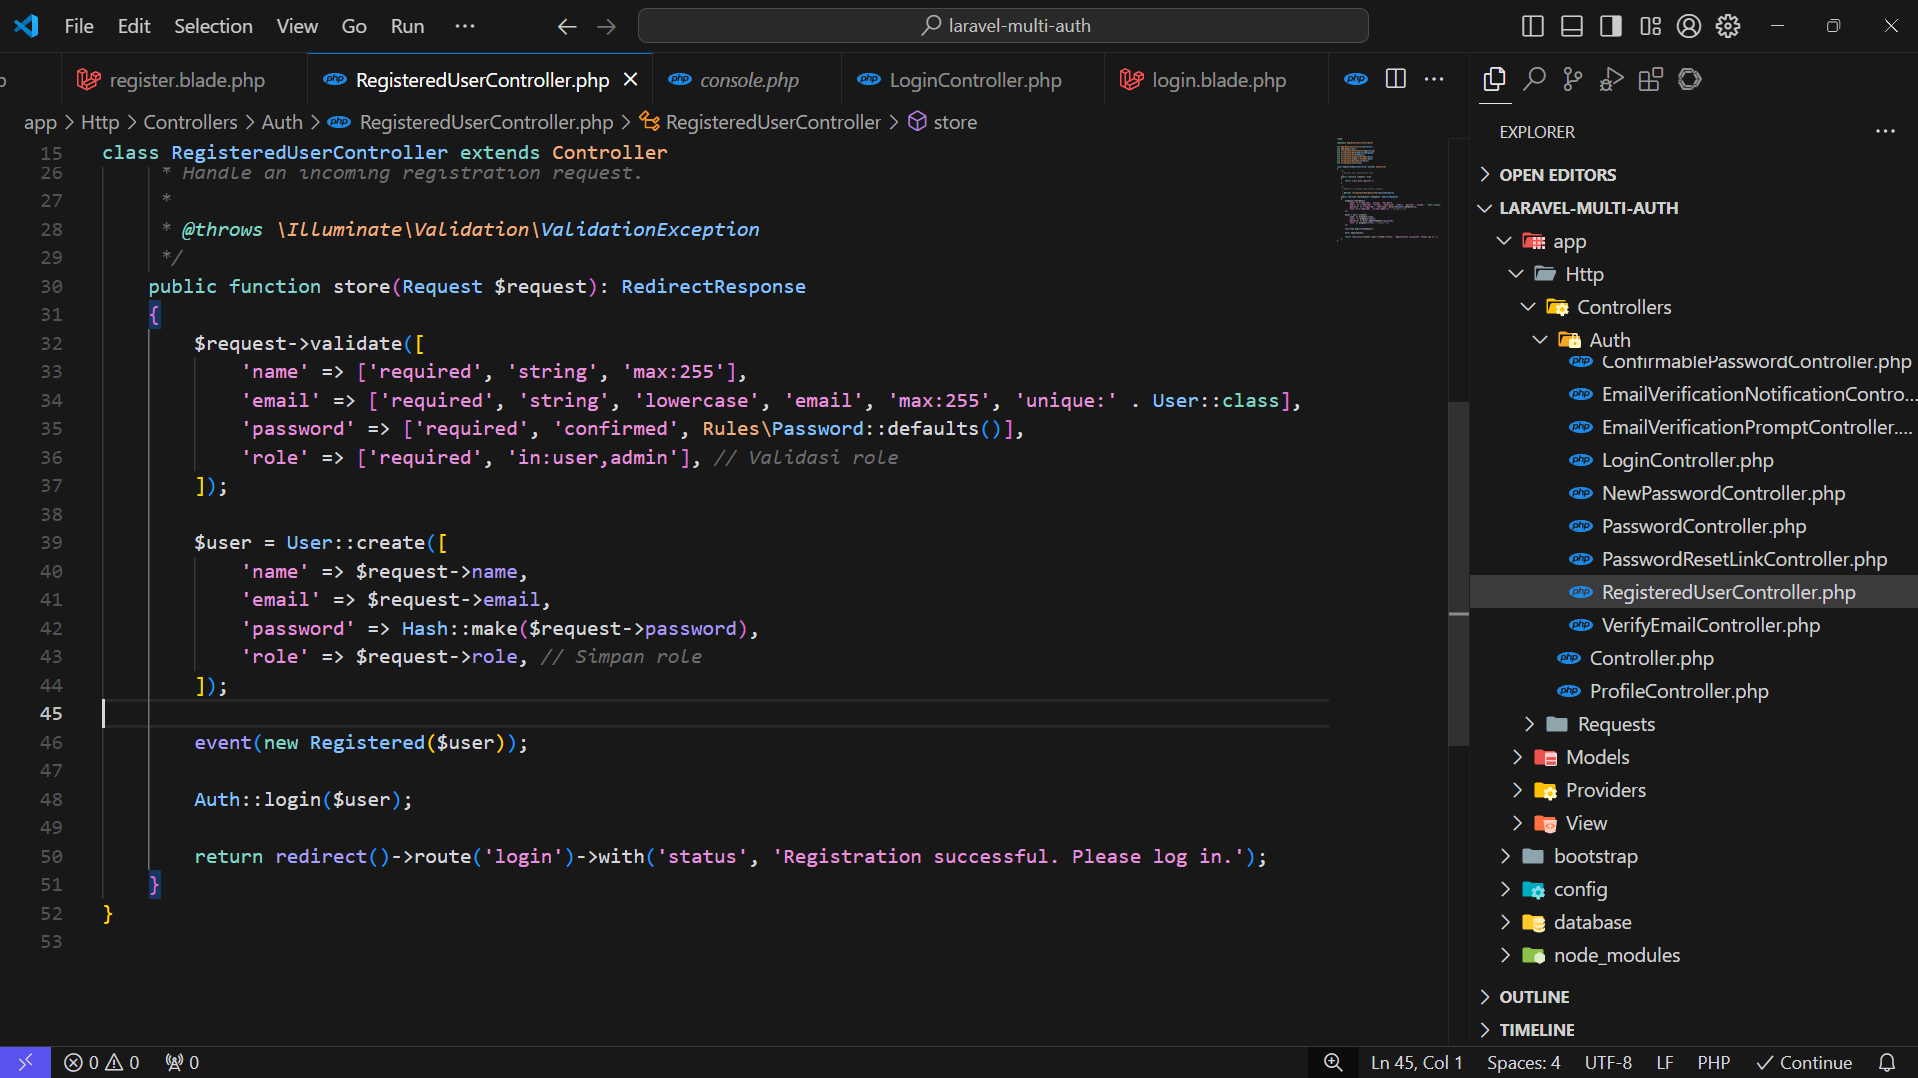 File Edit Selection View Go Run ··· laravel-multi-auth
register.blade.php RegisteredUserController.php console.php LoginController.php login.blade.php
app > Http > Controllers > Auth > RegisteredUserController.php > RegisteredUserController > store
15 class RegisteredUserController extends Controller
26 * Handle an incoming registration request.
27 *
28 * @throws \Illuminate\Validation\ValidationException
29 */
30 public function store(Request $request): RedirectResponse
31 {
32 $request->validate([
33 'name' => ['required', 'string', 'max:255'],
34 'email' => ['required', 'string', 'lowercase', 'email', 'max:255', 'unique:' . User::class],
35 'password' => ['required', 'confirmed', Rules\Password::defaults()],
36 'role' => ['required', 'in:user,admin'], // Validasi role
37 ]);
38
39 $user = User::create([
40 'name' => $request->name,
41 'email' => $request->email,
42 'password' => Hash::make($request->password),
43 'role' => $request->role, // Simpan role
44 ]);
45
46 event(new Registered($user));
47
48 Auth::login($user);
49
50 return redirect()->route('login')->with('status', 'Registration successful. Please log in.');
51 }
52 }
53
EXPLORER
OPEN EDITORS
LARAVEL-MULTI-AUTH
app
Http
Controllers
Auth
ConfirmablePasswordController.php
EmailVerificationNotificationContro...
EmailVerificationPromptController....
LoginController.php
NewPasswordController.php
PasswordController.php
PasswordResetLinkController.php
RegisteredUserController.php
VerifyEmailController.php
Controller.php
ProfileController.php
Requests
Models
Providers
View
bootstrap
config
database
node_modules
OUTLINE
TIMELINE
0 0 0 Ln 45, Col 1 Spaces: 4 UTF-8 LF PHP Continue